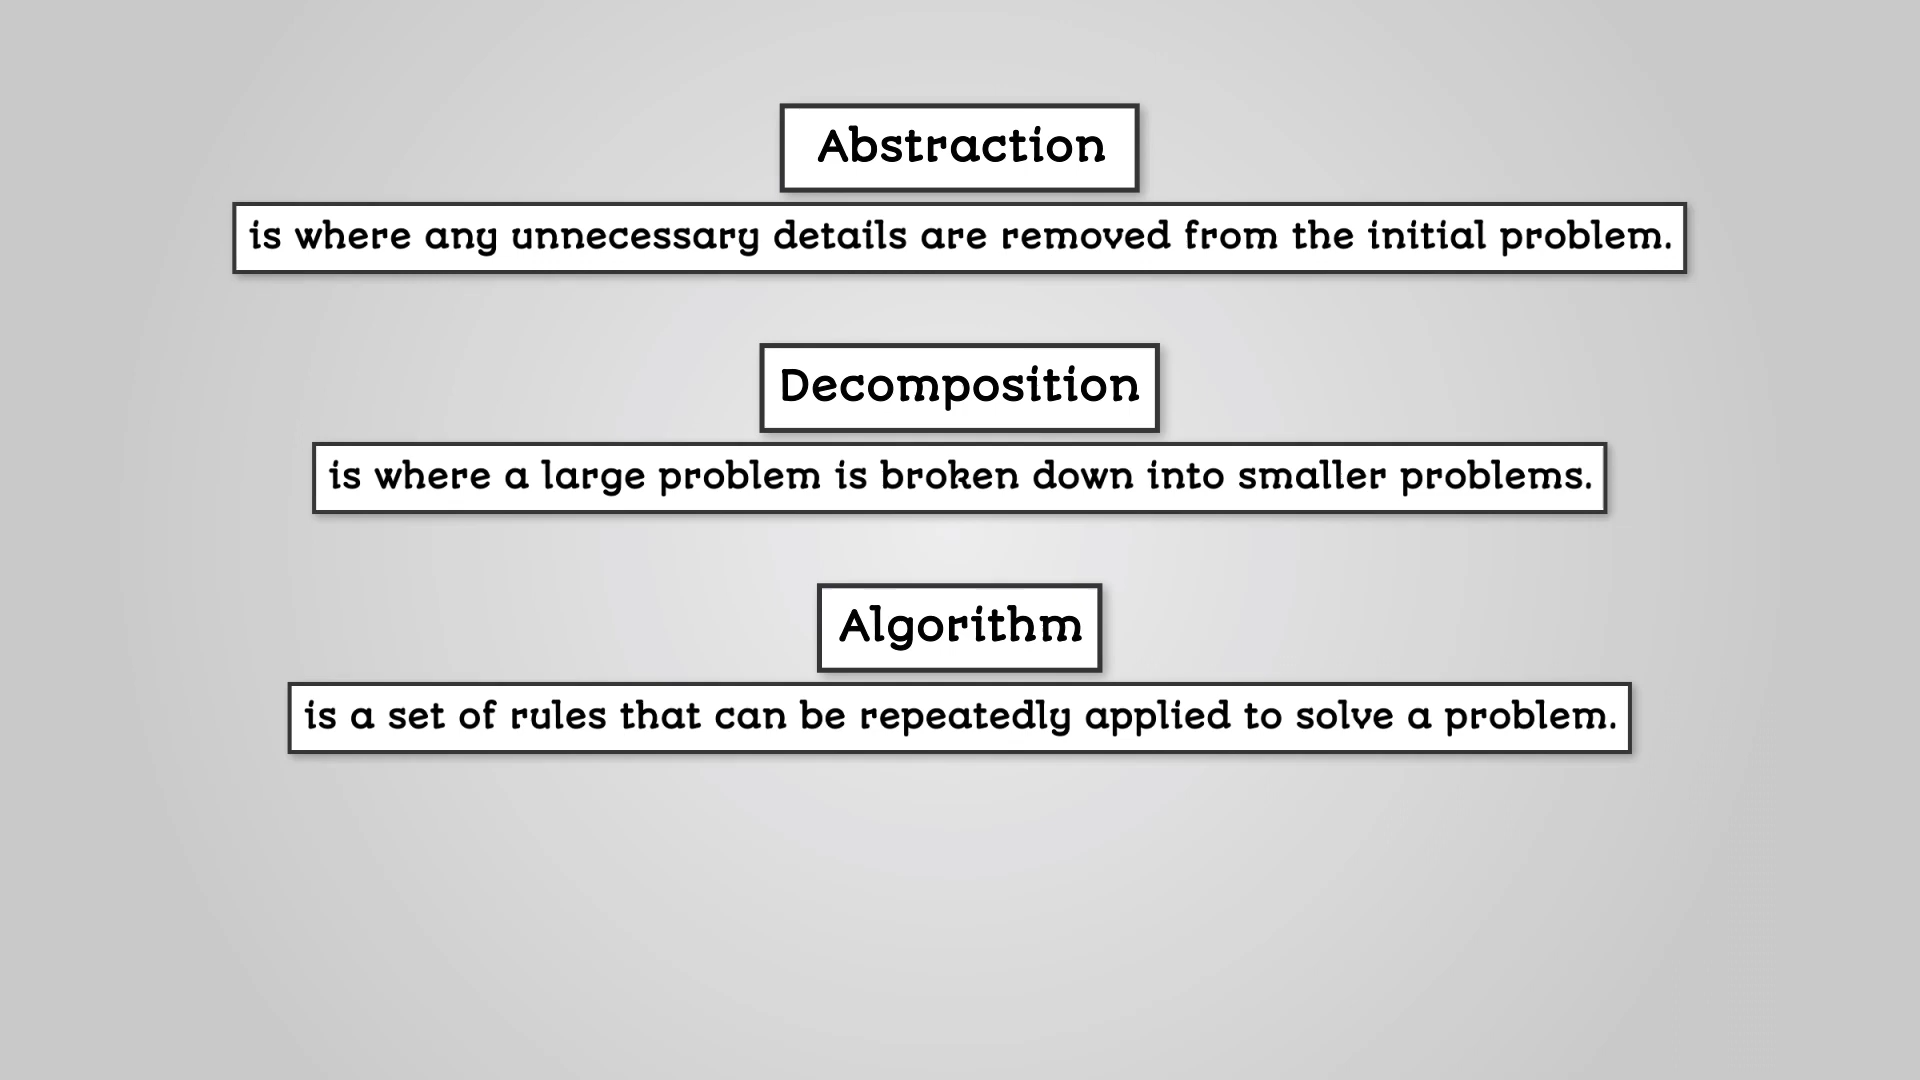 Abstraction
is where any unnecessary details are removed from the initial problem.
Decomposition
is where a large problem is broken down into smaller problems.
Algorithm
is a set of rules that can be repeatedly applied to solve a problem.